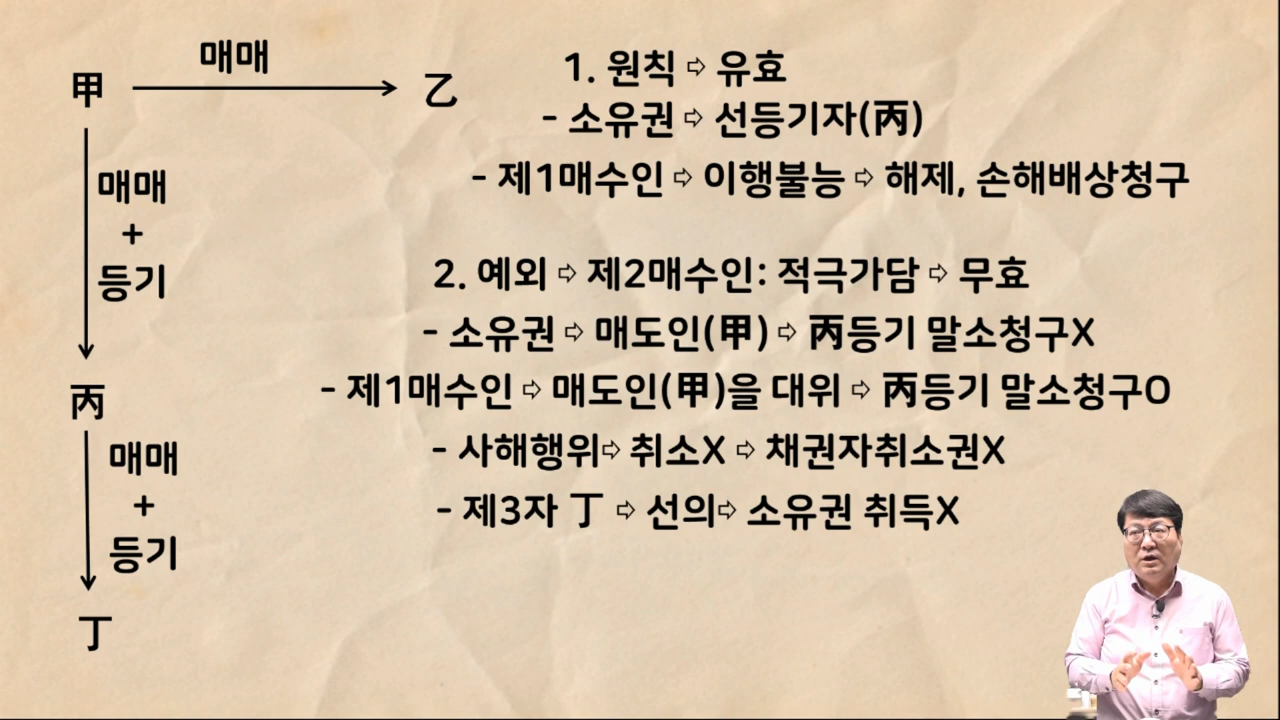 매매
甲
乙
매매
+
등기
丙
매매
+
등기
丁
1. 원칙 ⇨ 유효
- 소유권 ⇨ 선등기자(丙)
- 제1매수인 ⇨ 이행불능 ⇨ 해제, 손해배상청구
2. 예외 ⇨ 제2매수인: 적극가담 ⇨ 무효
- 소유권 ⇨ 매도인(甲) ⇨ 丙등기 말소청구X
- 제1매수인 ⇨ 매도인(甲)을 대위 ⇨ 丙등기 말소청구O
- 사해행위⇨ 취소X ⇨ 채권자취소권X
- 제3자 丁 ⇨ 선의⇨ 소유권 취득X